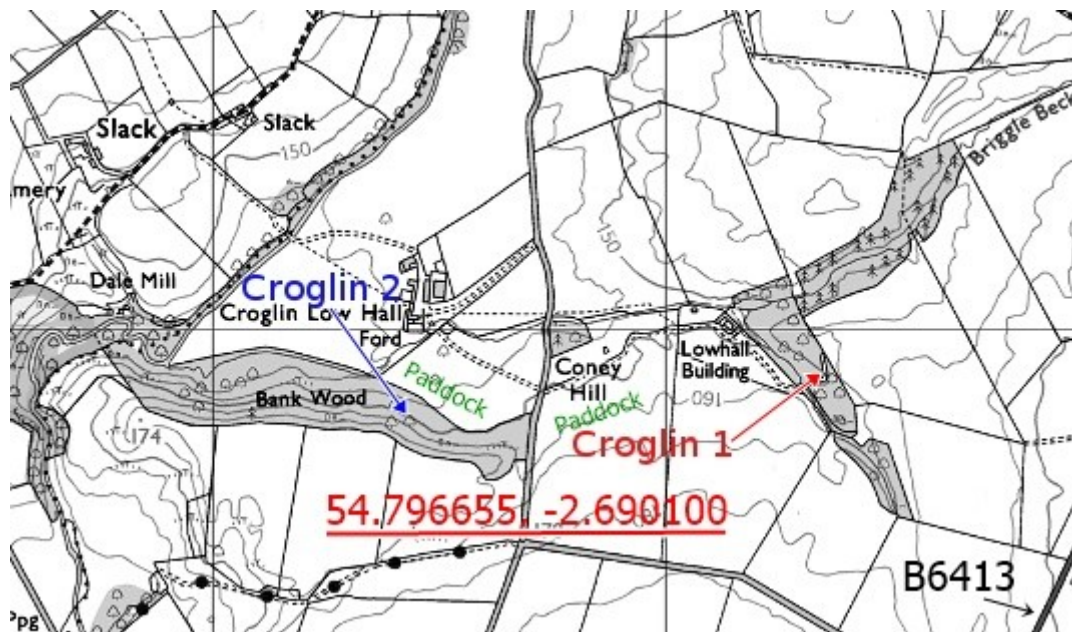 Slack
Slack
150
Briggle Beck
mery
150
Dale Mill
Croglin 2
Croglin Low Hall
Ford
Paddock
Coney
Hill
Lowhall
Building
Bank Wood
Paddock
160
174
Croglin 1
54.796655, -2.690100
B6413
Ppg